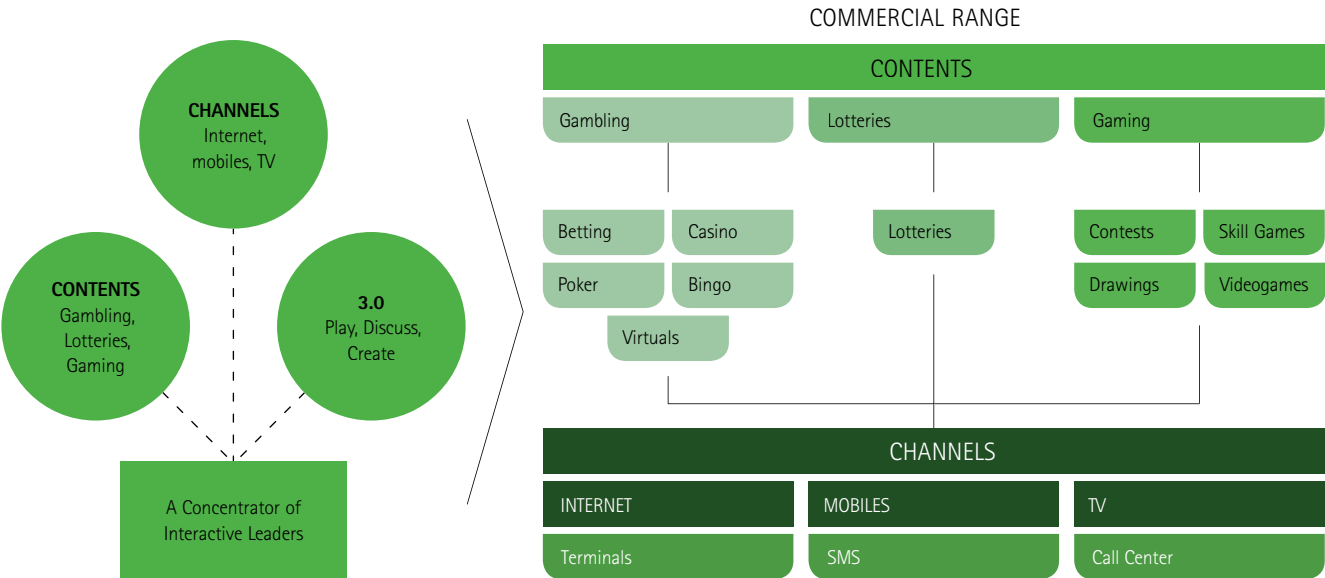 CHANNELS
Internet,
mobiles, TV
CONTENTS
Gambling,
Lotteries,
Gaming
3.0
Play, Discuss,
Create
A Concentrator of
Interactive Leaders
COMMERCIAL RANGE
CONTENTS
Gambling
Lotteries
Gaming
Betting
Casino
Poker
Bingo
Virtuals
Lotteries
Contests
Skill Games
Drawings
Videogames
CHANNELS
INTERNET
MOBILES
TV
Terminals
SMS
Call Center